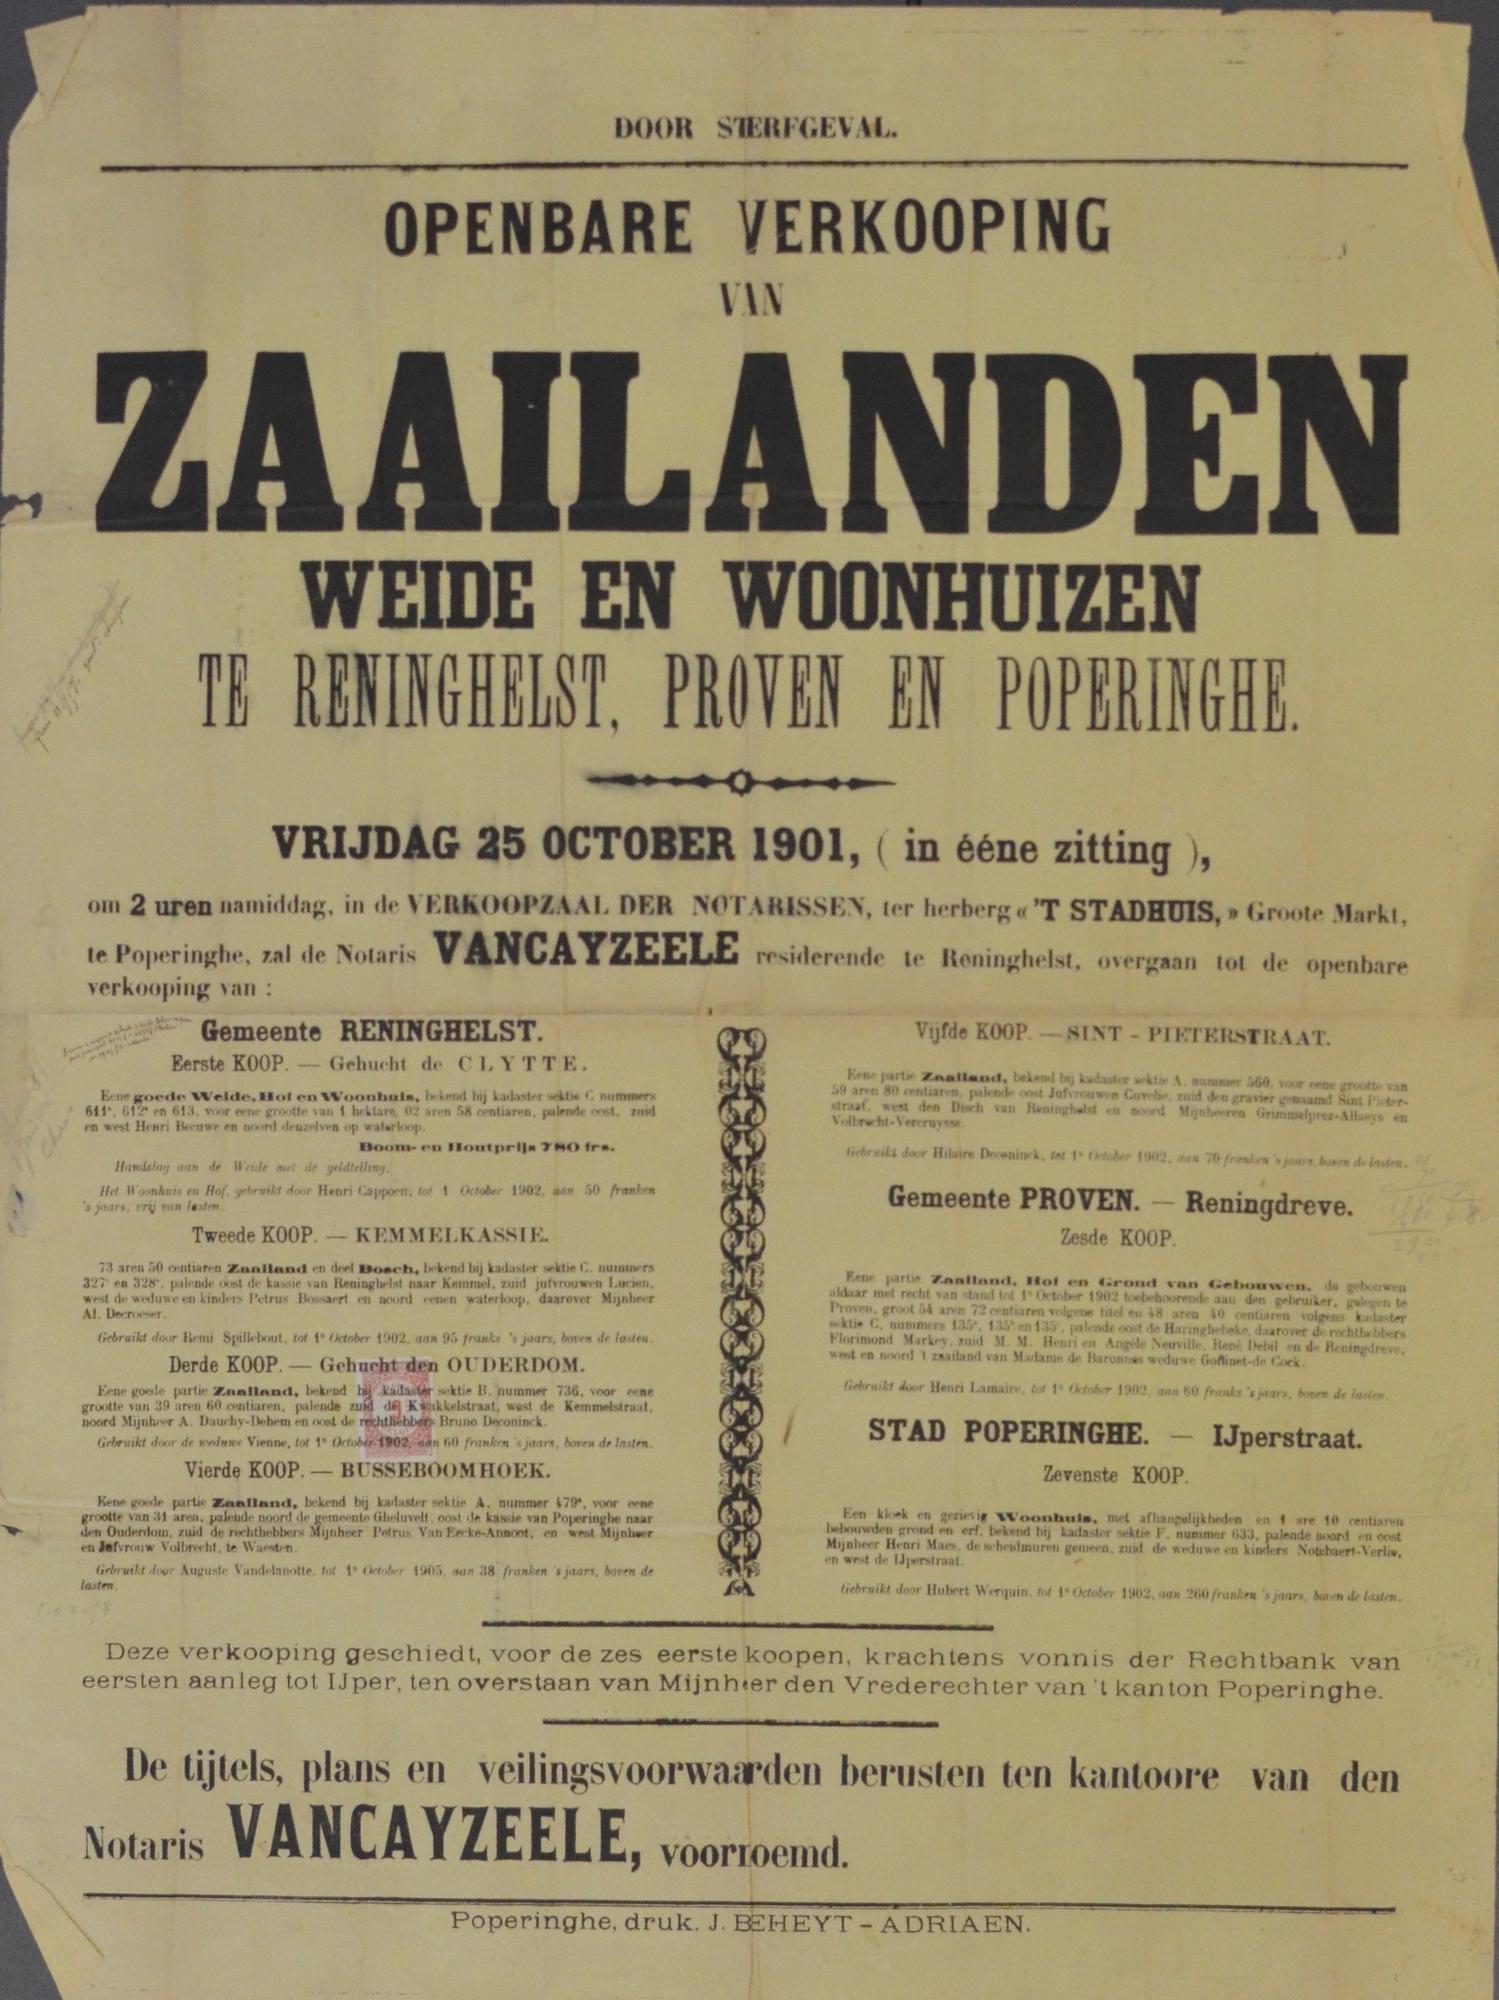 DOOR STERFGEVAL.
OPENBARE VERKOOPING
VAN
ZAAILANDEN
WEIDE EN WOONHUIZEN
TE RENINGHELST, PROVEN EN POPERINGHE.
VRIJDAG 25 OCTOBER 1901, ( in ééne zitting ),
om 2 uren namiddag, in de VERKOOPZAAL DER NOTARISSEN, ter herberg « 'T STADHUIS, » Groote Markt,
te Poperinghe, zal de Notaris VANCAYZEELE residerende te Reninghelst, overgaan tot de openbare
verkooping van :
Gemeente RENINGHELST.
Eerste KOOP. — Gehucht de CLYTTE.
Eene goede Weide, Hof en Woonhuis, bekend bij kadaster sektie C nummers
611ª, 612ª en 613, voor eene grootte van 1 hektare, 02 aren 58 centiaren, palende oost, zuid
en west Henri Beeuwe en noord denzelven op waterloop.
Boom- en Houtprijs 780 frs.
Handslag aan de Weide met de geldtelling.
Het Woonhuis en Hof, gebruikt door Henri Cappoen, tot 1 October 1902, aan 50 franken
's jaars, vrij van lasten.
Tweede KOOP. — KEMMELKASSIE.
73 aren 50 centiaren Zaailand en deel Bosch, bekend bij kadaster sektie C, nummers
327 en 328, palende oost de kassie van Reninghelst naar Kemmel, zuid jufvrouwen Lucien,
west de weduwe en kinders Petrus Bossaert en noord eenen waterloop, daarover Mijnheer
Al. Decroeser.
Gebruikt door Remi Spillebout, tot 1ⁿ October 1902, aan 95 franks 's jaars, boven de lasten.
Derde KOOP. — Gehucht den OUDERDOM.
Eene goede partie Zaailand, bekend bij kadaster sektie B, nummer 736, voor eene
grootte van 39 aren 60 centiaren, palende zuid de Kwakkelstraat, west de Kemmelstraat,
noord Mijnheer A. Dauchy-Dehem en oost de rechthebbers Bruno Deconinck.
Gebruikt door de weduwe Vienne, tot 1ⁿ October 1902, aan 60 franken 's jaars, boven de lasten.
Vierde KOOP. — BUSSEBOOMHOEK.
Eene goede partie Zaailand, bekend bij kadaster sektie A, nummer 479ª, voor eene
grootte van 31 aren, palende noord de gemeente Gheluvelt, oost de kassie van Poperinghe naar
den Ouderdom, zuid de rechthebbers Mijnheer Petrus Van Eecke-Annoot, en west Mijnheer
en Jufvrouw Volbrecht, te Waesten.
Gebruikt door Auguste Vandelanotte, tot 1ⁿ October 1905, aan 38 franken 's jaars, boven de
lasten.
Vijfde KOOP. — SINT - PIETERSTRAAT.
Eene partie Zaailand, bekend bij kadaster sektie A, nummer 560, voor eene grootte van
59 aren 80 centiaren, palende oost Jufvrouwen Cuvelie, zuid den gravier genaamd Sint Pieter-
straat, west den Disch van Reninghelst en noord Mijnheeren Grimmelprez-Allaeys en
Volbrecht-Vercruysse.
Gebruikt door Hilaire Deconinck, tot 1ⁿ October 1902, aan 70 franken 's jaars, boven de lasten.
Gemeente PROVEN. — Reningdreve.
Zesde KOOP.
Eene partie Zaailand, Hof en Grond van Gebouwen, de gebouwen
aldaar met recht van stand tot 1ⁿ October 1902 toebehoorende aan den gebruiker, gelegen te
Proven, groot 54 aren 72 centiaren volgens titel en 48 aren 40 centiaren volgens kadaster
sektie C, nummers 135ª, 135ᵇ en 135, palende oost de Haringhebeke, daarover de rechthebbers
Florimond Markey, zuid M. M. Henri en Angèle Neuville, René Debil en de Reningdreve,
west en noord 't zaailand van Madame de Baronnes weduwe Goffinet-de Cock.
Gebruikt door Henri Lamaire, tot 1ⁿ October 1902, aan 60 franks 's jaars, boven de lasten.
STAD POPERINGHE. — IJperstraat.
Zevenste KOOP.
Een kloek en gerievig Woonhuis, met afhangelijkheden en 1 are 10 centiaren
bebouwden grond en erf, bekend bij kadaster sektie F, nummer 633, palende noord en oost
Mijnheer Henri Maes, de scheidmuren gemeen, zuid de weduwe en kinders Notebaert-Verlie,
en west de IJperstraat.
Gebruikt door Hubert Werquin, tot 1ⁿ October 1902, aan 260 franken 's jaars, boven de lasten.
Deze verkooping geschiedt, voor de zes eerste koopen, krachtens vonnis der Rechtbank van
eersten aanleg tot IJper, ten overstaan van Mijnheer den Vrederechter van 't kanton Poperinghe.
De tijtels, plans en veilingsvoorwaarden berusten ten kantoore van den
Notaris VANCAYZEELE, voornoemd.
Poperinghe, druk. J. BEHEYT - ADRIAEN.